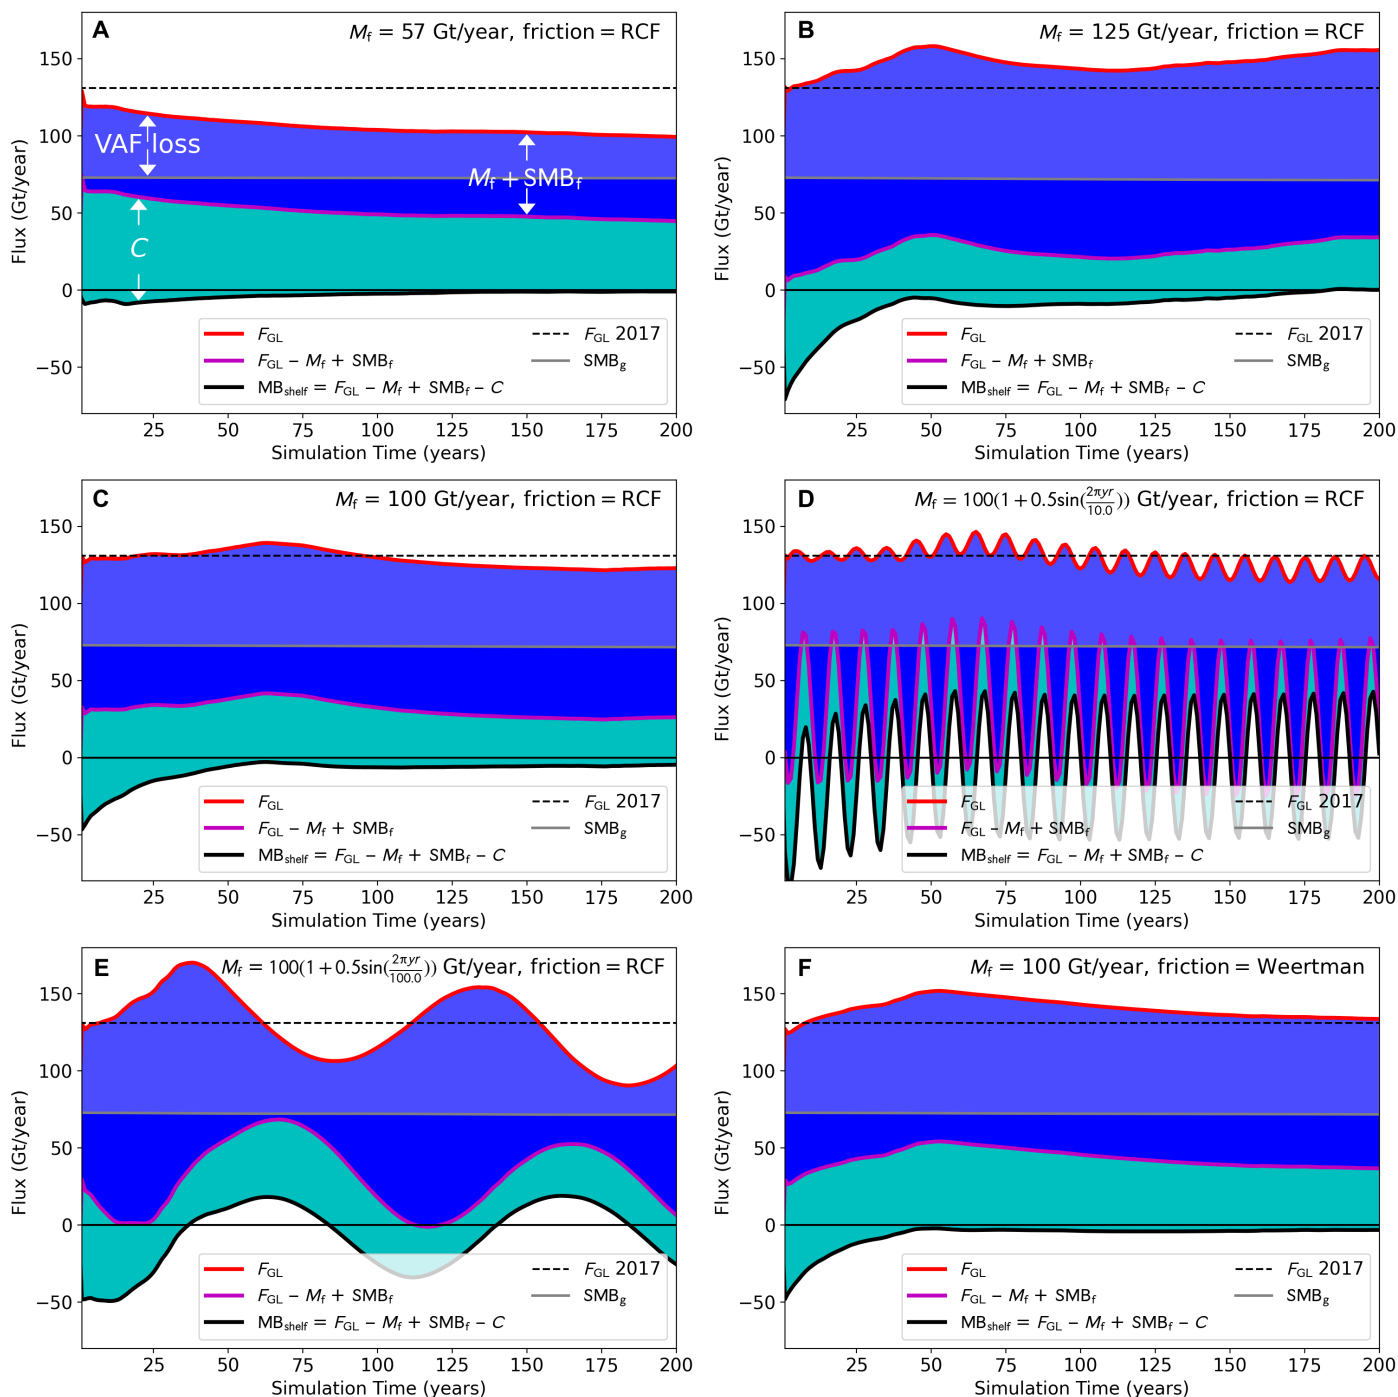 A
M_f = 57 Gt/year, friction = RCF
Flux (Gt/year)
150
100
50
0
−50
VAF loss
M_f + SMB_f
C
F_GL
F_GL – M_f + SMB_f
MB_shelf = F_GL – M_f + SMB_f – C
F_GL 2017
SMB_g
25 50 75 100 125 150 175 200
Simulation Time (years)
B
M_f = 125 Gt/year, friction = RCF
Flux (Gt/year)
150
100
50
0
−50
F_GL
F_GL – M_f + SMB_f
MB_shelf = F_GL – M_f + SMB_f – C
F_GL 2017
SMB_g
25 50 75 100 125 150 175 200
Simulation Time (years)
C
M_f = 100 Gt/year, friction = RCF
Flux (Gt/year)
150
100
50
0
−50
F_GL
F_GL – M_f + SMB_f
MB_shelf = F_GL – M_f + SMB_f – C
F_GL 2017
SMB_g
25 50 75 100 125 150 175 200
Simulation Time (years)
D
M_f = 100(1 + 0.5sin(2πyr/10.0)) Gt/year, friction = RCF
Flux (Gt/year)
150
100
50
0
−50
F_GL
F_GL – M_f + SMB_f
MB_shelf = F_GL – M_f + SMB_f – C
F_GL 2017
SMB_g
25 50 75 100 125 150 175 200
Simulation Time (years)
E
M_f = 100(1 + 0.5sin(2πyr/100.0)) Gt/year, friction = RCF
Flux (Gt/year)
150
100
50
0
−50
F_GL
F_GL – M_f + SMB_f
MB_shelf = F_GL – M_f + SMB_f – C
F_GL 2017
SMB_g
25 50 75 100 125 150 175 200
Simulation Time (years)
F
M_f = 100 Gt/year, friction = Weertman
Flux (Gt/year)
150
100
50
0
−50
F_GL
F_GL – M_f + SMB_f
MB_shelf = F_GL – M_f + SMB_f – C
F_GL 2017
SMB_g
25 50 75 100 125 150 175 200
Simulation Time (years)